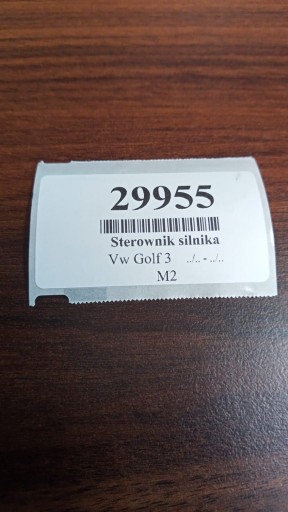 29955
Sterownik silnika
Vw Golf 3 ../.. - ../..
M2